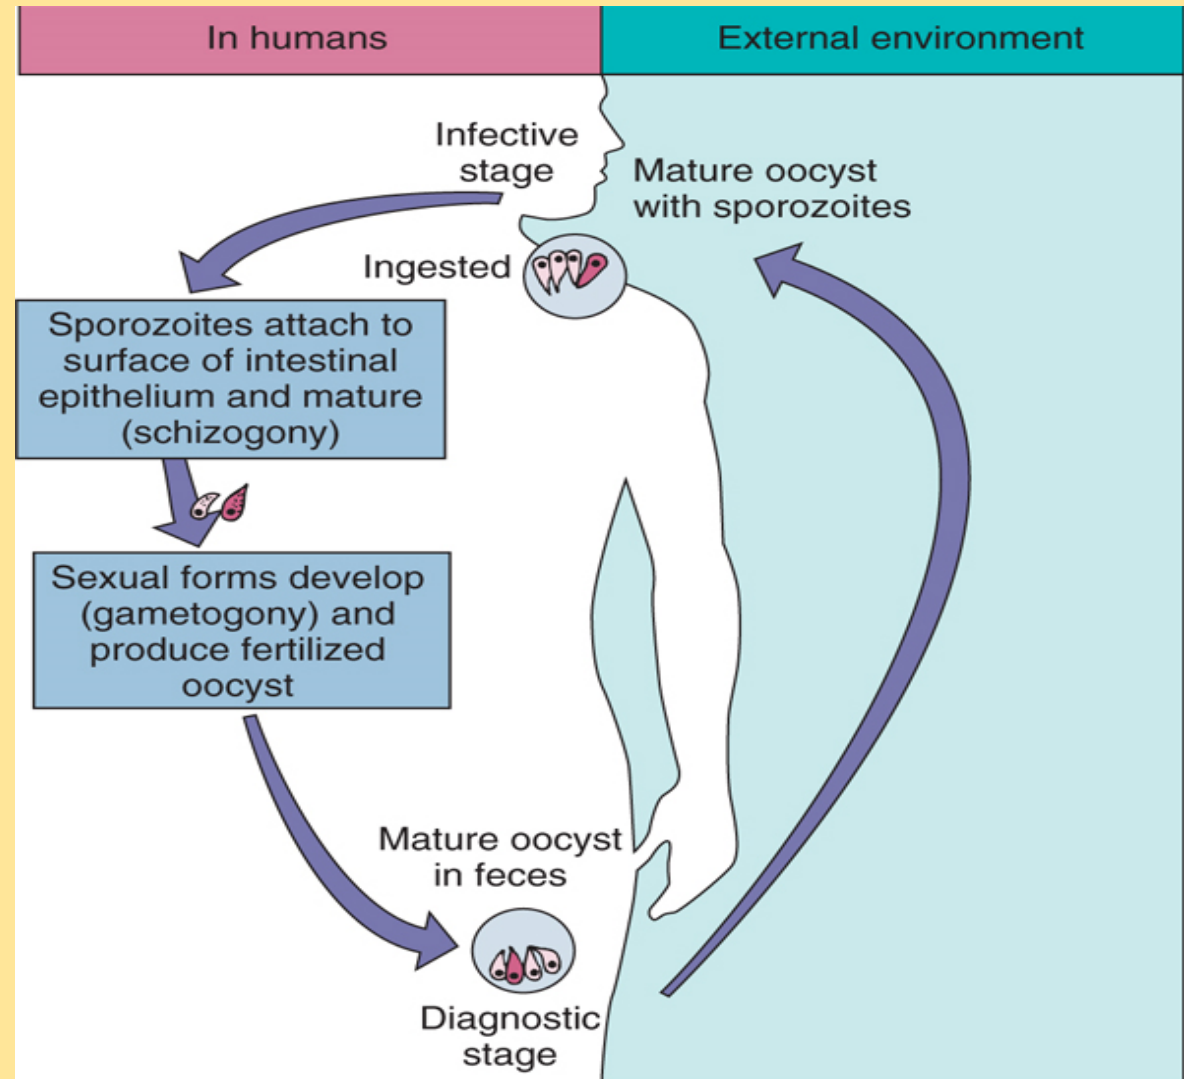 In humans
External environment
Infective
stage
Mature oocyst
with sporozoites
Ingested
Sporozoites attach to
surface of intestinal
epithelium and mature
(schizogony)
Sexual forms develop
(gametogony) and
produce fertilized
oocyst
Mature oocyst
in feces
Diagnostic
stage